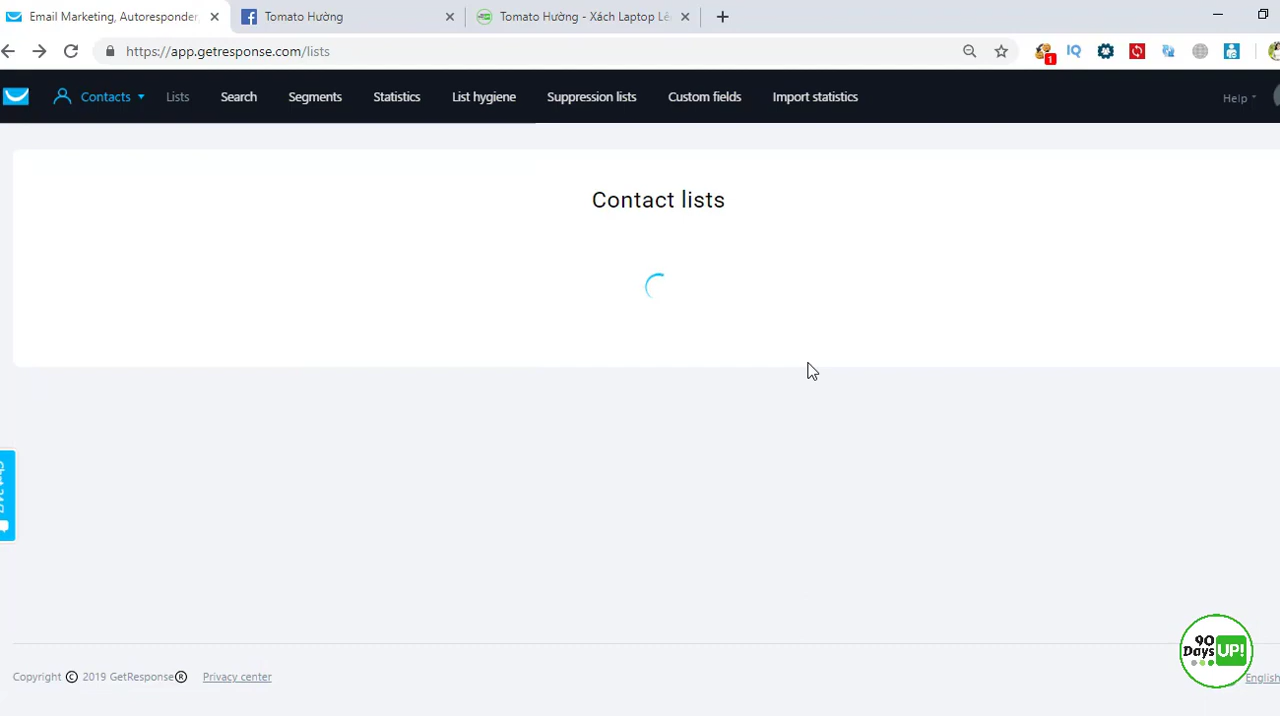 Email Marketing, Autoresponder
Tomato Hường
Tomato Hường - Xách Laptop Lê
https://app.getresponse.com/lists
1
IQ
Contacts
Lists
Search
Segments
Statistics
List hygiene
Suppression lists
Custom fields
Import statistics
Help
Contact lists
90
Days UP!
Copyright © 2019 GetResponse®
Privacy center
English